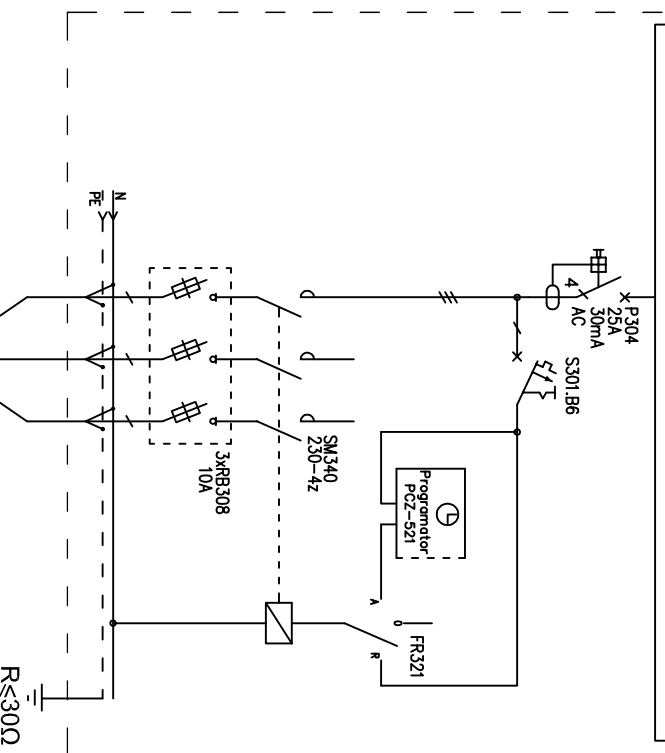 P304
25A
30mA
AC
4
S301.B6
N
PE
SM340
230-4z
3xRB308
10A
Programator
PCZ-521
A
0
R
FR321
R≤30Ω